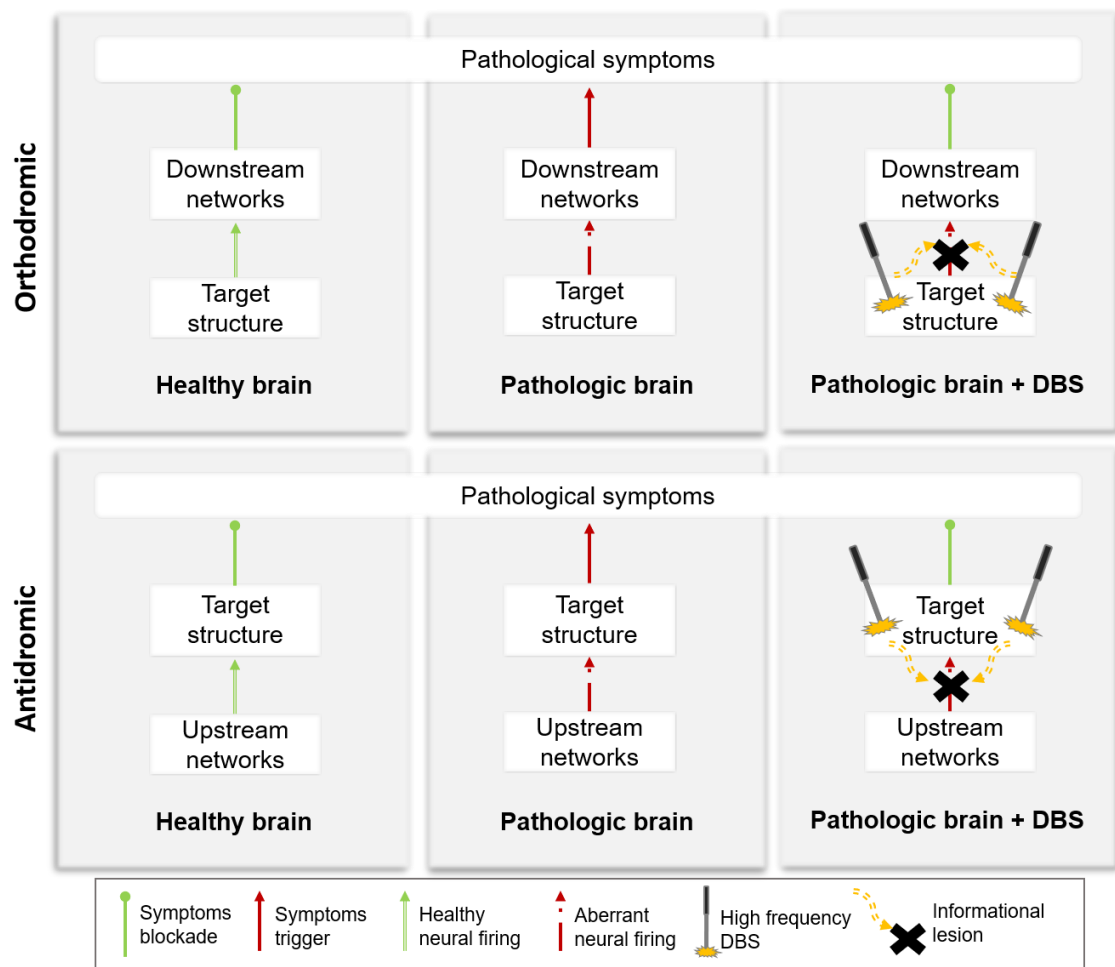 Orthodromic
Pathological symptoms
Downstream
networks
Target
structure
Healthy brain
Downstream
networks
Target
structure
Pathologic brain
Downstream
networks
Target
structure
Pathologic brain + DBS
Antidromic
Pathological symptoms
Target
structure
Upstream
networks
Healthy brain
Target
structure
Upstream
networks
Pathologic brain
Target
structure
Upstream
networks
Pathologic brain + DBS
Symptoms
blockade
Symptoms
trigger
Healthy
neural firing
Aberrant
neural firing
High frequency
DBS
Informational
lesion